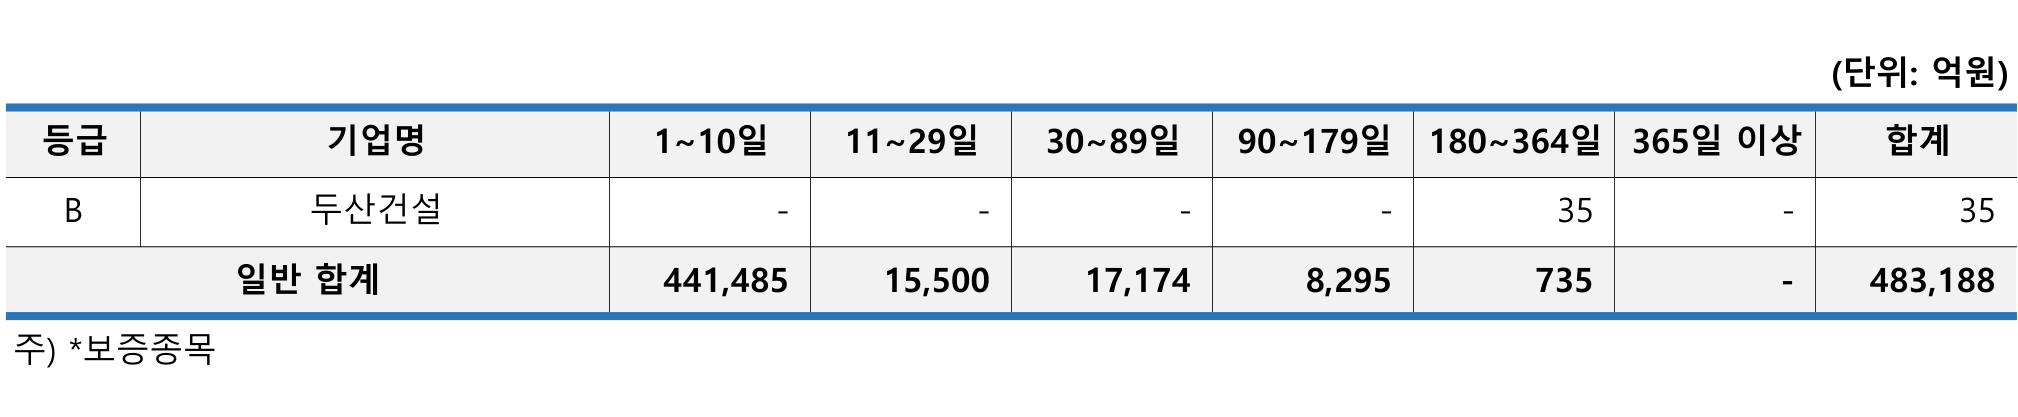 (단위: 억원)
등급 기업명 1~10일 11~29일 30~89일 90~179일 180~364일 365일 이상 합계
B 두산건설 - - - - 35 - 35
일반 합계 441,485 15,500 17,174 8,295 735 - 483,188
주) *보증종목